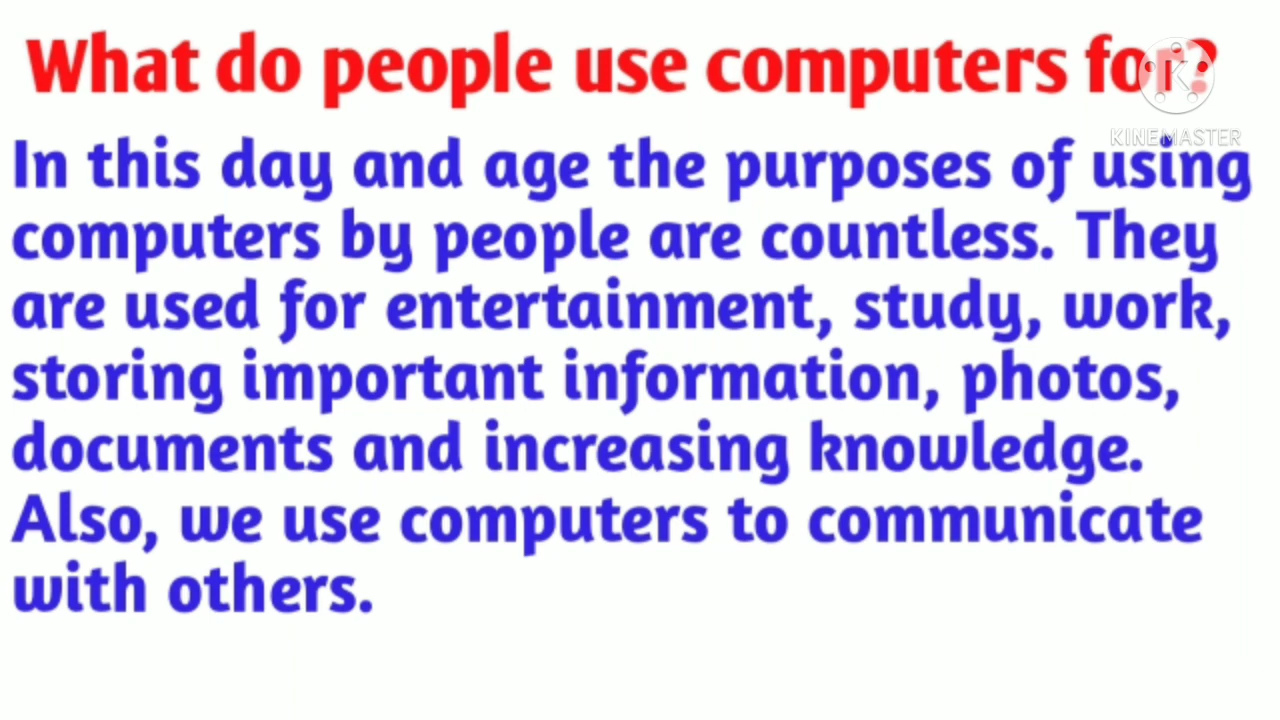 What do people use computers for?
KINEMASTER
In this day and age the purposes of using
computers by people are countless. They
are used for entertainment, study, work,
storing important information, photos,
documents and increasing knowledge.
Also, we use computers to communicate
with others.